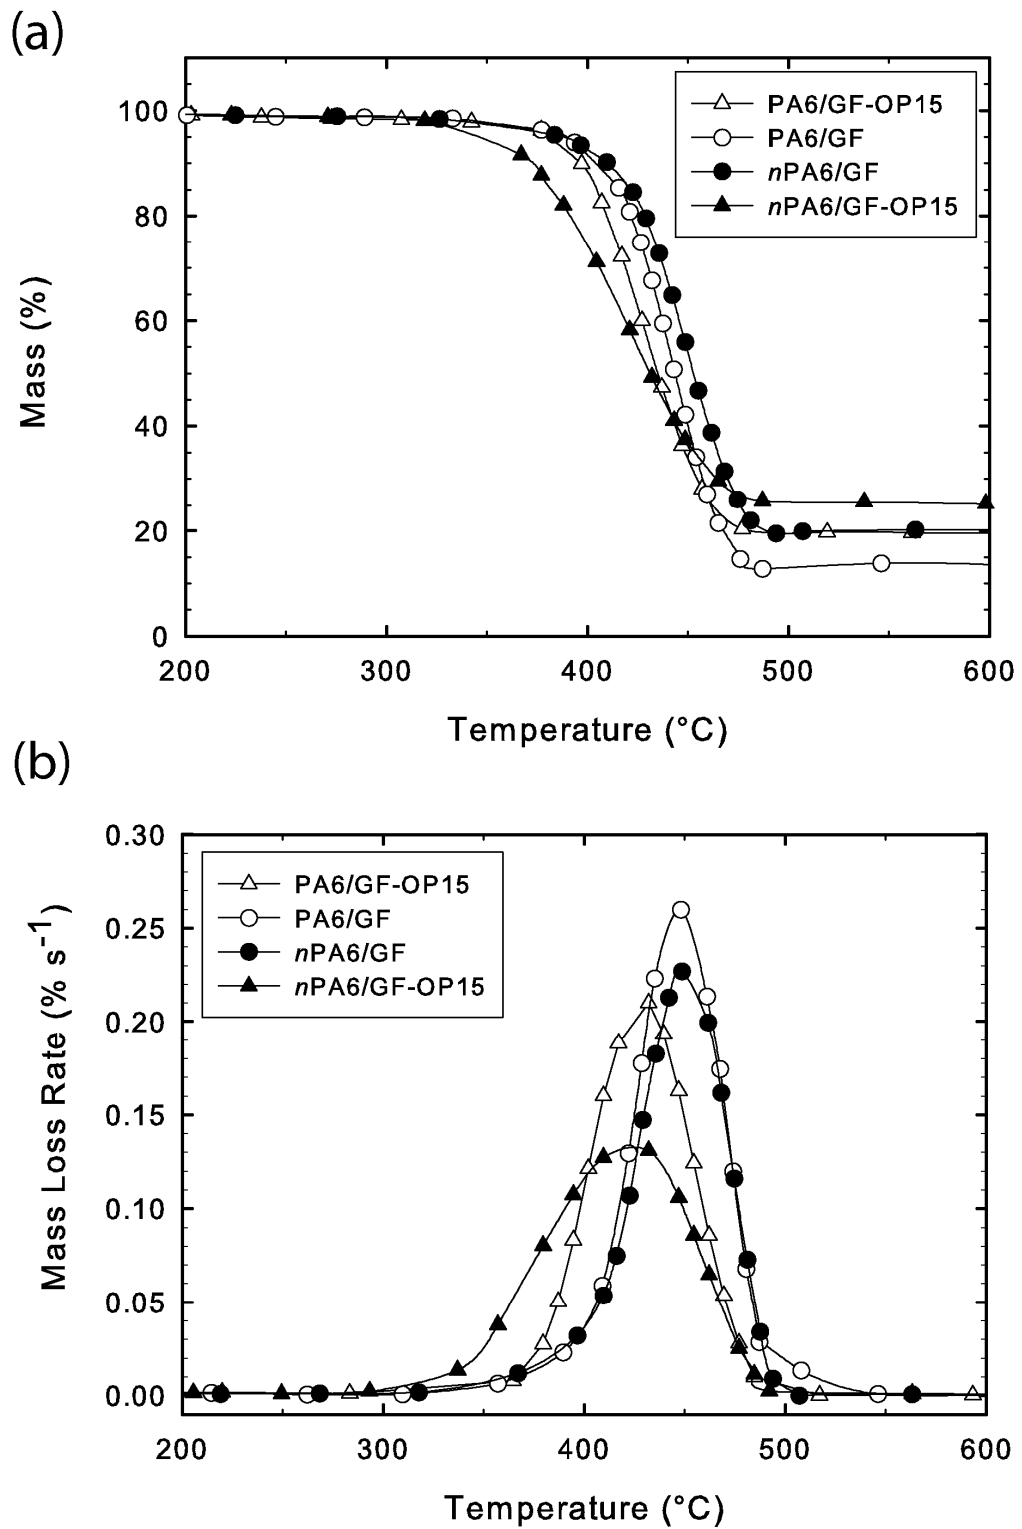 (a)
100
80
60
40
20
0
Mass (%)
PA6/GF-OP15
PA6/GF
nPA6/GF
nPA6/GF-OP15
200 300 400 500 600
Temperature (°C)
(b)
0.30
0.25
0.20
0.15
0.10
0.05
0.00
Mass Loss Rate (% s-1)
PA6/GF-OP15
PA6/GF
nPA6/GF
nPA6/GF-OP15
200 300 400 500 600
Temperature (°C)